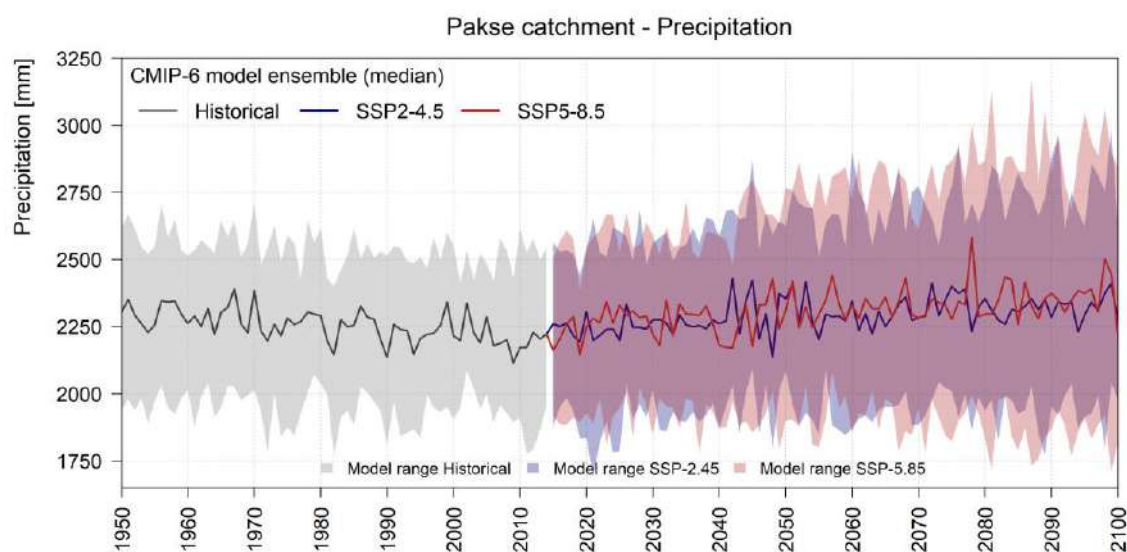 Pakse catchment - Precipitation
Precipitation [mm]
3250
3000
2750
2500
2250
2000
1750
CMIP-6 model ensemble (median)
Historical SSP2-4.5 SSP5-8.5
Model range Historical Model range SSP-2.45 Model range SSP-5.85
1950 1960 1970 1980 1990 2000 2010 2020 2030 2040 2050 2060 2070 2080 2090 2100